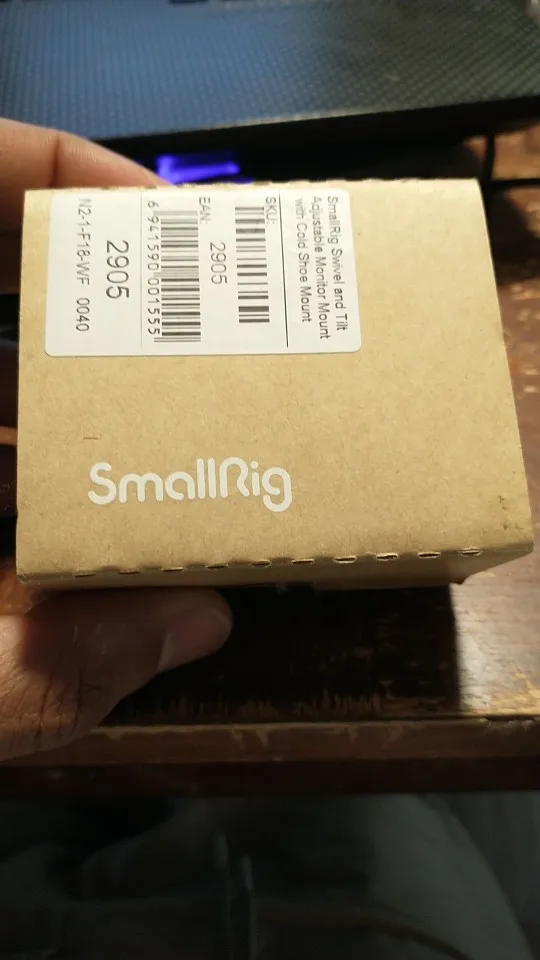 SmallRig Swivel and Tilt
Adjustable Monitor Mount
with Cold Shoe Mount
SKU:
2905
EAN:
6 941590 001555
2905
N2-1-F18-WF 0040
SmallRig